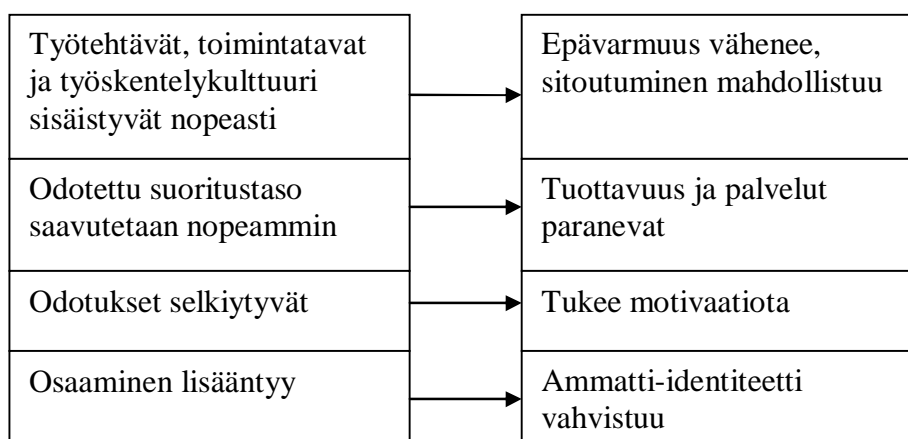 Työtehtävät, toimintatavat
ja työskentelykulttuuri
sisäistyvät nopeasti
Epävarmuus vähenee,
sitoutuminen mahdollistuu
Odotettu suoritustaso
saavutetaan nopeammin
Tuottavuus ja palvelut
paranevat
Odotukset selkiytyvät
Tukee motivaatiota
Osaaminen lisääntyy
Ammatti-identiteetti
vahvistuu